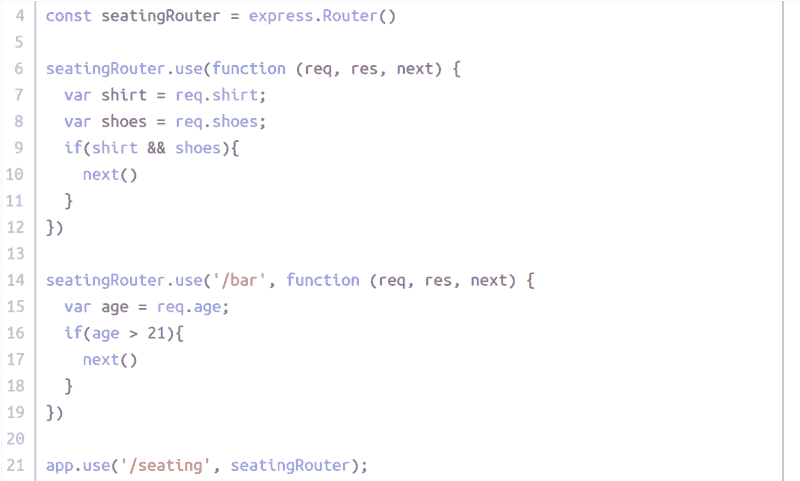 4 const seatingRouter = express.Router()
5
6 seatingRouter.use(function (req, res, next) {
7 var shirt = req.shirt;
8 var shoes = req.shoes;
9 if(shirt && shoes){
10 next()
11 }
12 })
13
14 seatingRouter.use('/bar', function (req, res, next) {
15 var age = req.age;
16 if(age > 21){
17 next()
18 }
19 })
20
21 app.use('/seating', seatingRouter);